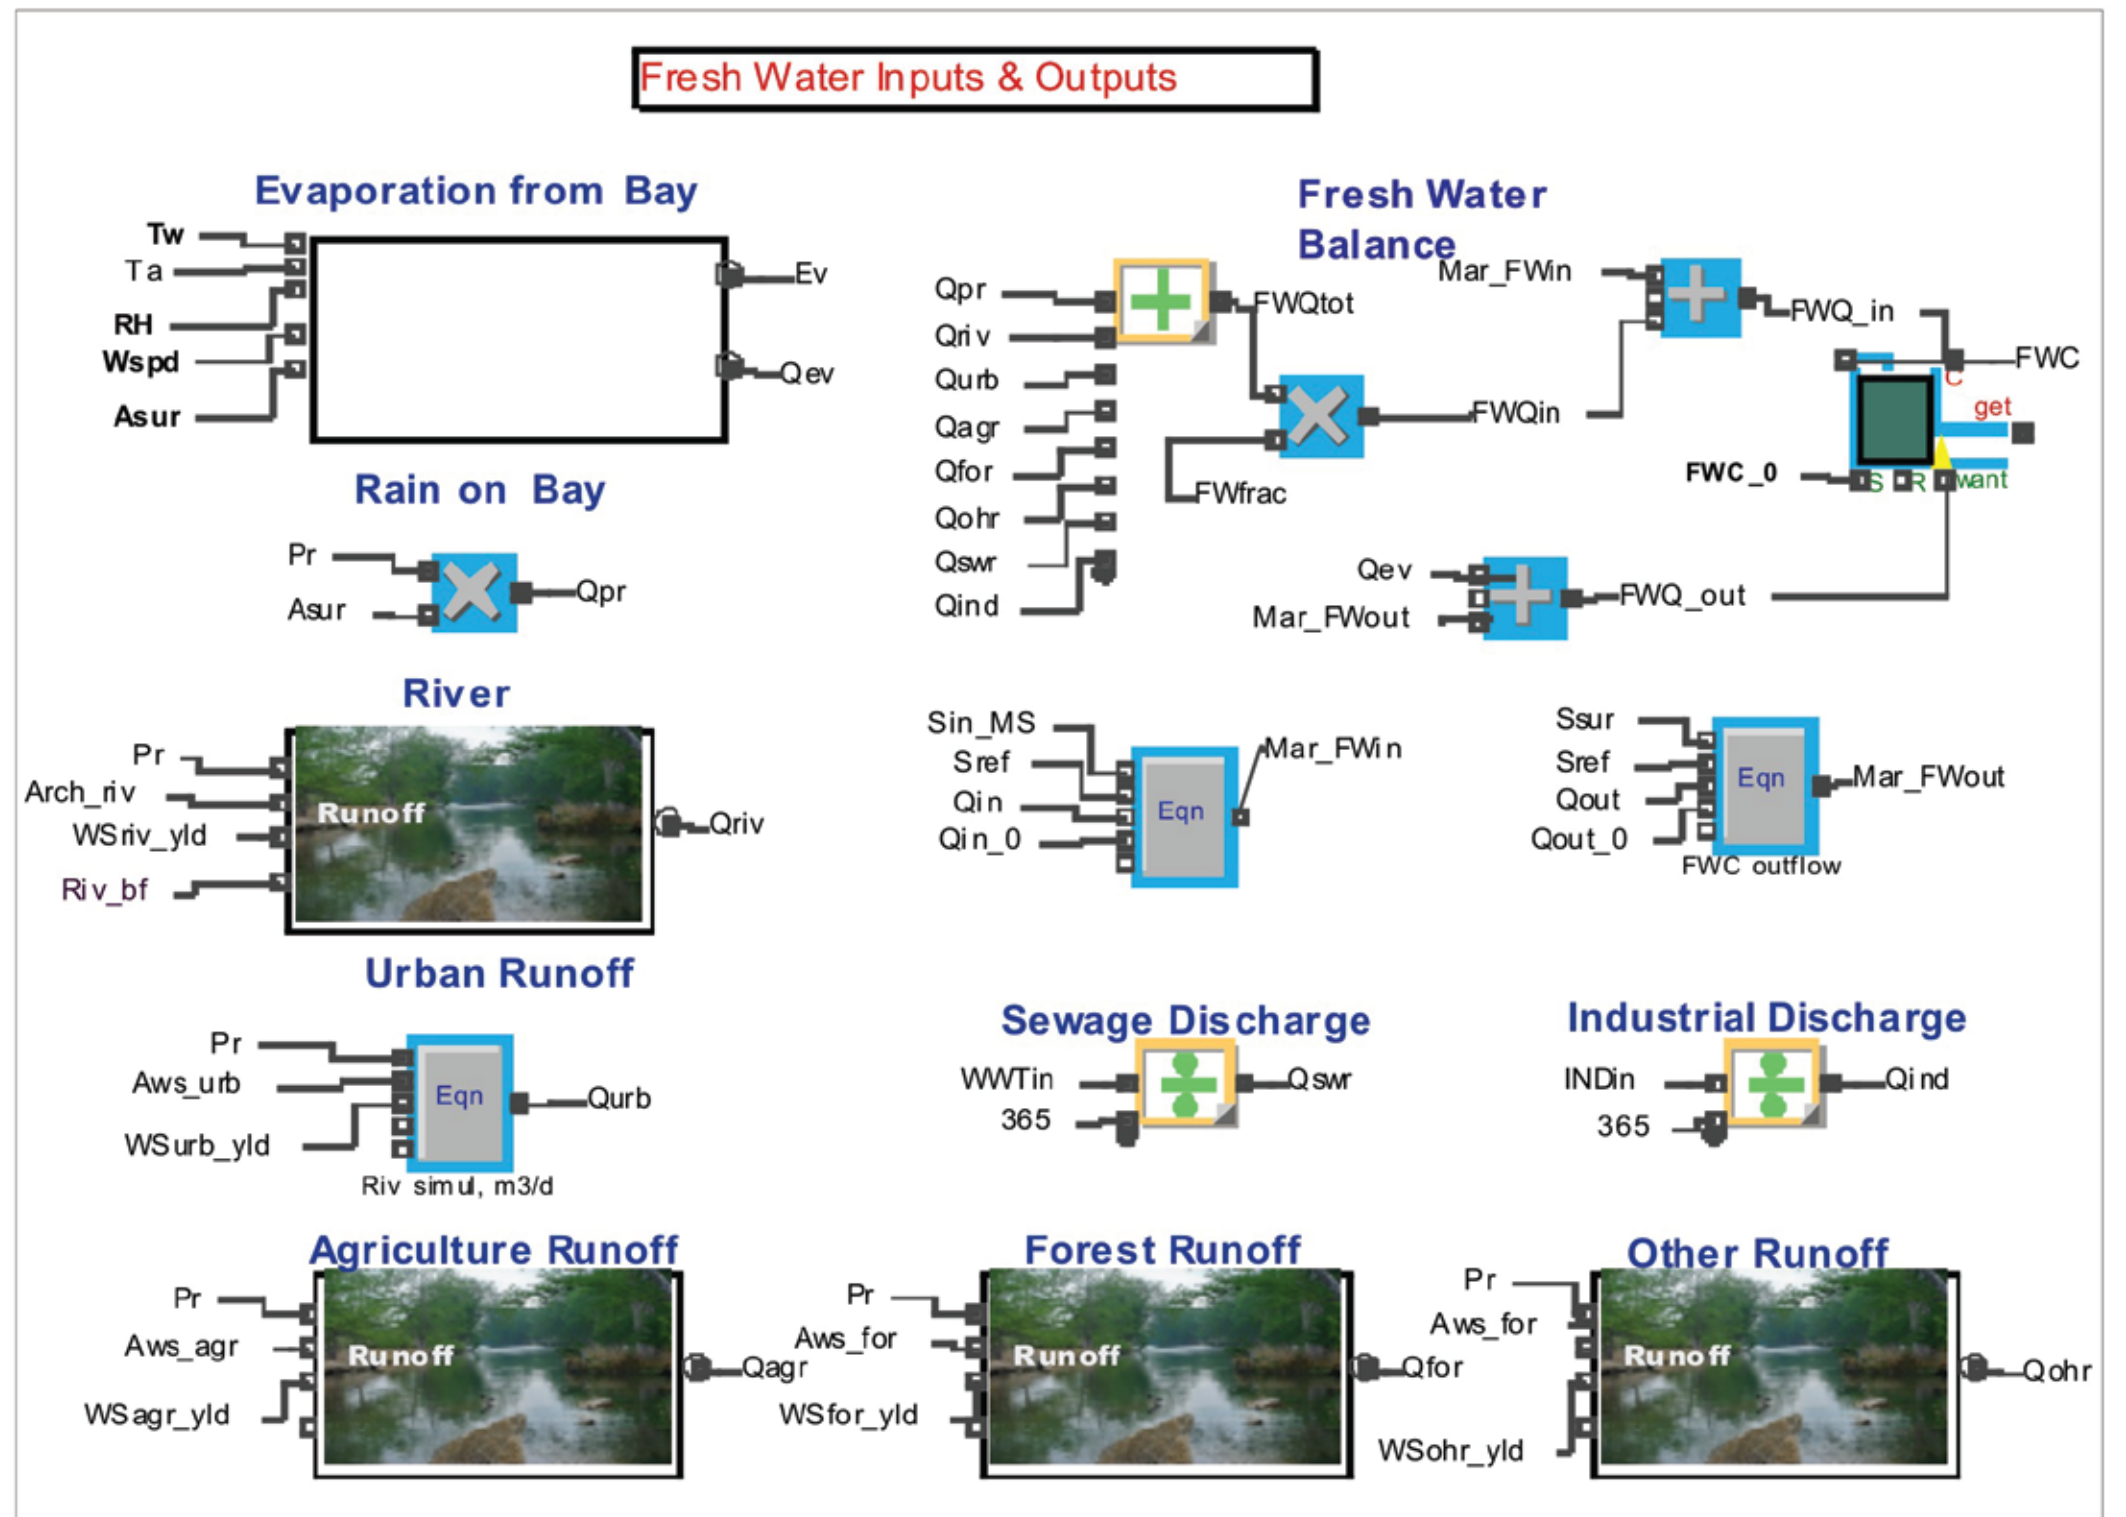 Fresh Water Inputs & Outputs
Evaporation from Bay
Tw
Ta
RH
Wspd
Asur
Ev
Qev
Rain on Bay
Pr
Asur
Qpr
River
Pr
Arch_riv
WSriv_yld
Riv_bf
Runoff
Qriv
Urban Runoff
Pr
Aws_urb
WSurb_yld
Eqn
Qurb
Riv simul, m3/d
Fresh Water
Balance
Qpr
Qriv
Qurb
Qagr
Qfor
Qohr
Qswr
Qind
FWQtot
FWfrac
FWQin
Mar_FWin
FWQ_in
FWC
C
get
FWC_0
S
R
want
Qev
Mar_FWout
FWQ_out
Sin_MS
Sref
Qin
Qin_0
Eqn
Mar_FWin
Ssur
Sref
Qout
Qout_0
Eqn
Mar_FWout
FWC outflow
Sewage Discharge
WWTin
365
Qswr
Industrial Discharge
INDin
365
Qind
Agriculture Runoff
Pr
Aws_agr
WSagr_yld
Runoff
Qagr
Forest Runoff
Pr
Aws_for
WSfor_yld
Runoff
Qfor
Other Runoff
Pr
Aws_for
WSohr_yld
Runoff
Qohr